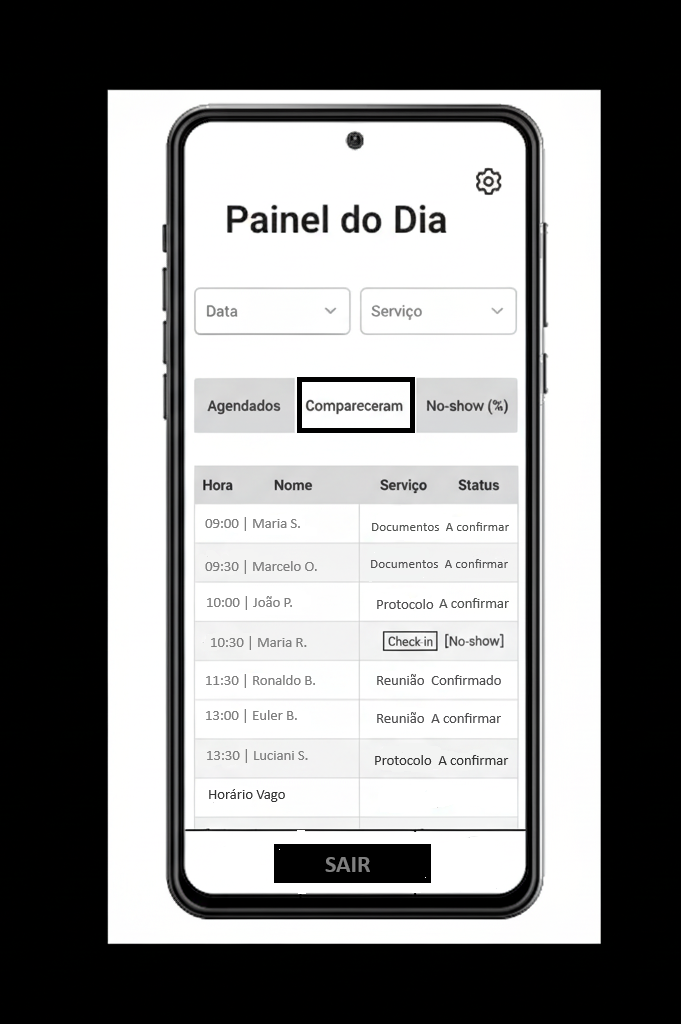 Painel do Dia
Data Serviço
Agendados Compareceram No-show (%)
Hora Nome Serviço Status
09:00 | Maria S. Documentos A confirmar
09:30 | Marcelo O. Documentos A confirmar
10:00 | João P. Protocolo A confirmar
10:30 | Maria R. Check-in [No-show]
11:30 | Ronaldo B. Reunião Confirmado
13:00 | Euler B. Reunião A confirmar
13:30 | Luciani S. Protocolo A confirmar
Horário Vago
SAIR